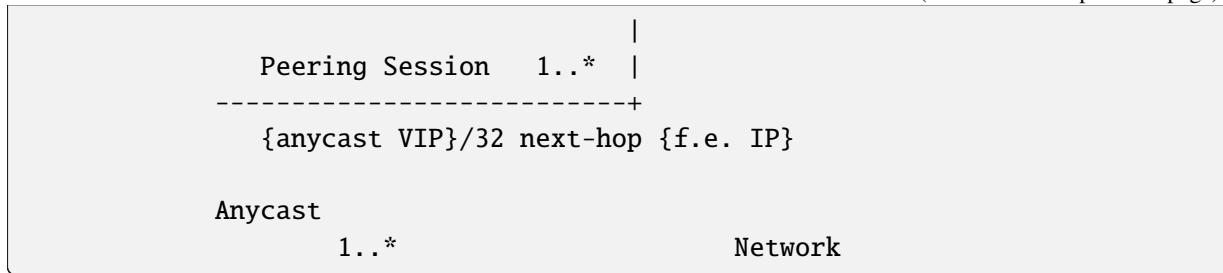 |
Peering Session 1..* |
---------------------------+
{anycast VIP}/32 next-hop {f.e. IP}
Anycast
1..* Network